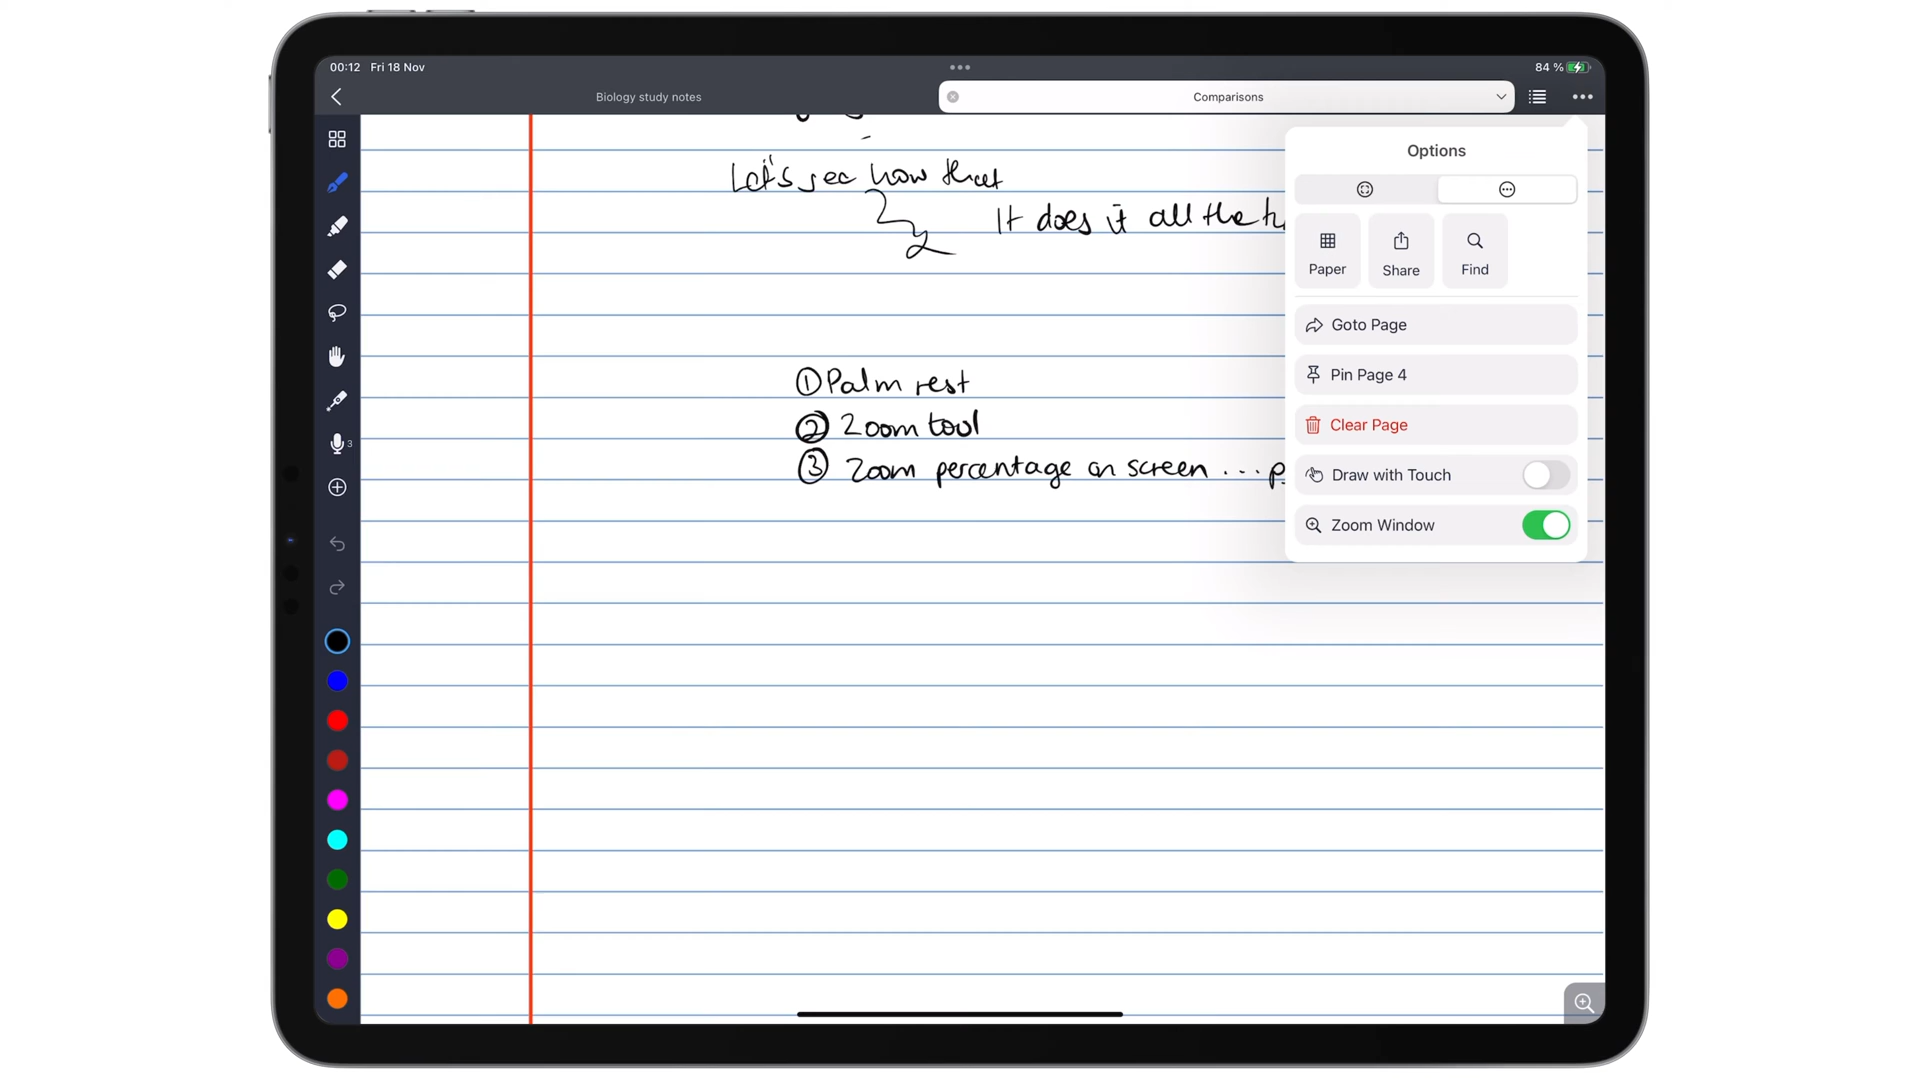 00:12 Fri 18 Nov
84 %
Biology study notes
Comparisons
Let's see how that
It does it all the
① Palm rest
② Zoom tool
③ Zoom percentage on screen ...
3
Options
Paper
Share
Find
Goto Page
Pin Page 4
Clear Page
Draw with Touch
Zoom Window